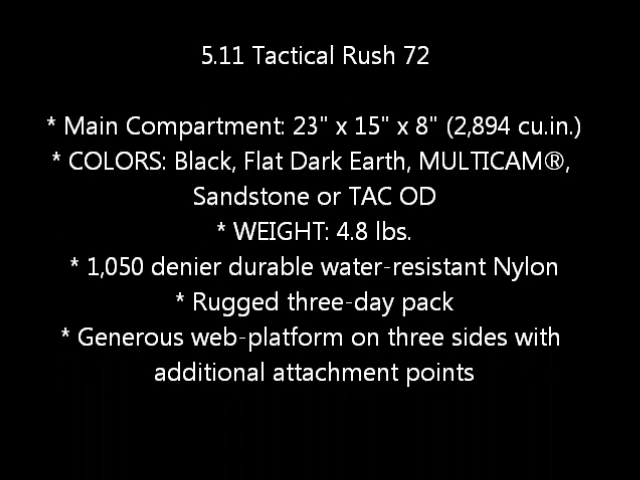 5.11 Tactical Rush 72
* Main Compartment: 23" x 15" x 8" (2,894 cu.in.)
* COLORS: Black, Flat Dark Earth, MULTICAM®,
Sandstone or TAC OD
* WEIGHT: 4.8 lbs.
* 1,050 denier durable water-resistant Nylon
* Rugged three-day pack
* Generous web-platform on three sides with
additional attachment points